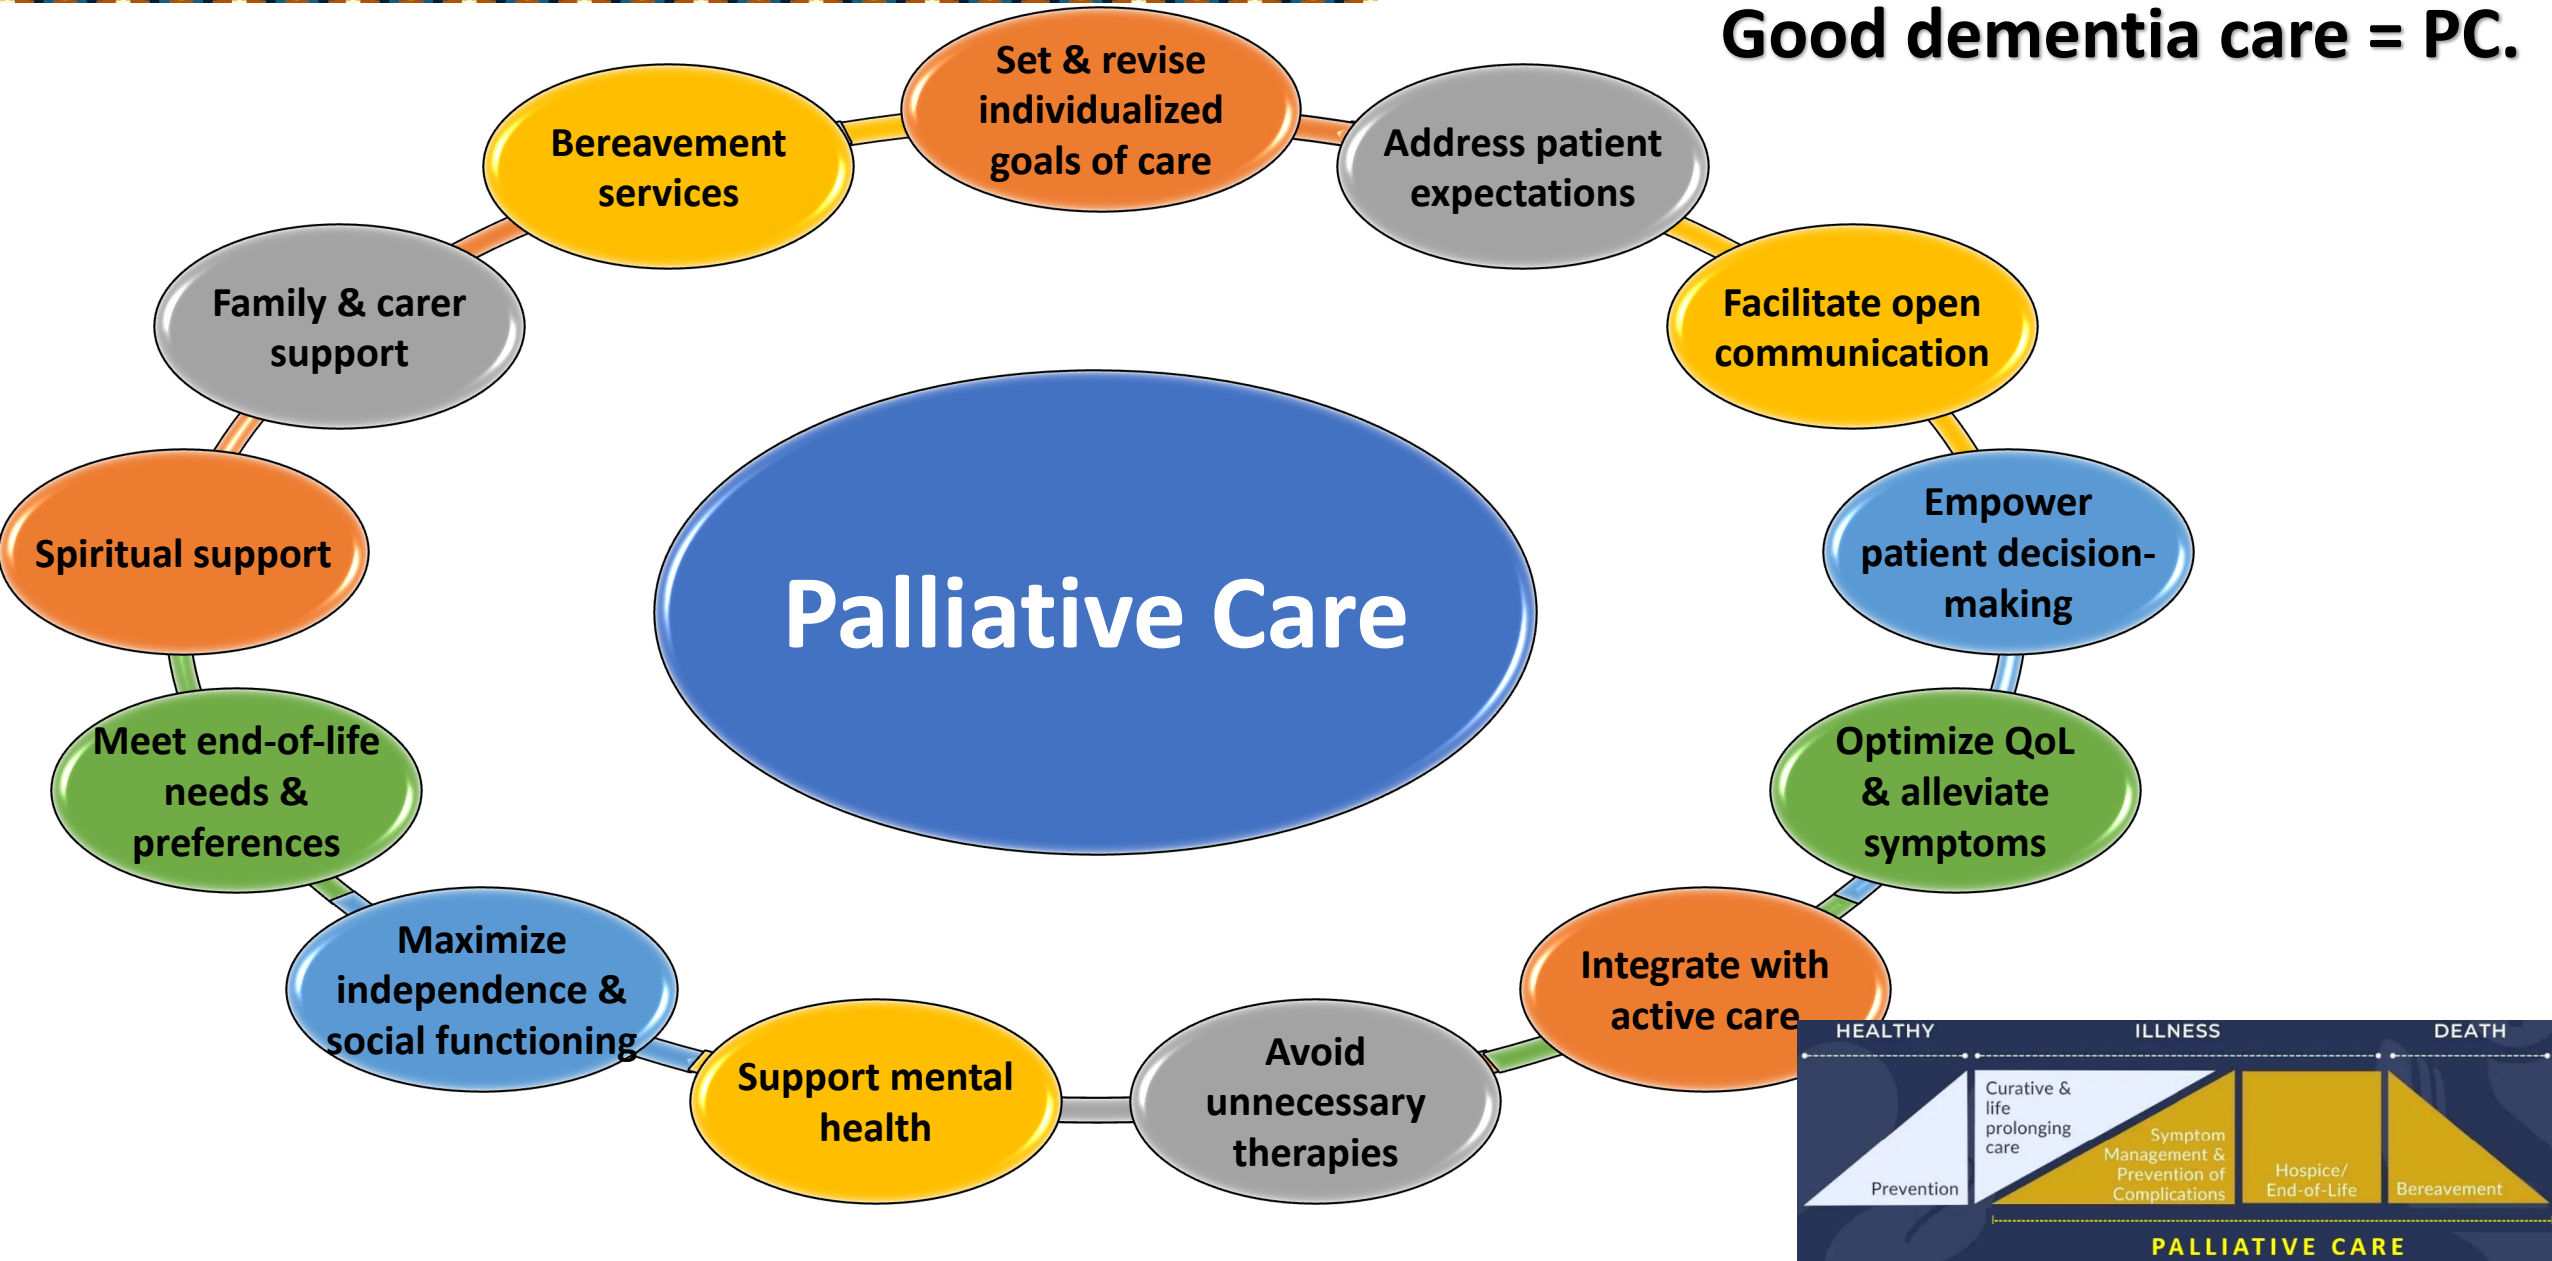 Good dementia care = PC.
Set & revise
individualized
goals of care
Address patient
expectations
Facilitate open
communication
Empower
patient decision-
making
Optimize QoL
& alleviate
symptoms
Integrate with
active care
Avoid
unnecessary
therapies
Support mental
health
Maximize
independence &
social functioning
Meet end-of-life
needs &
preferences
Spiritual support
Family & carer
support
Bereavement
services
Palliative Care
HEALTHY
ILLNESS
DEATH
Prevention
Curative &
life
prolonging
care
Symptom
Management &
Prevention of
Complications
Hospice/
End-of-Life
Bereavement
PALLIATIVE CARE